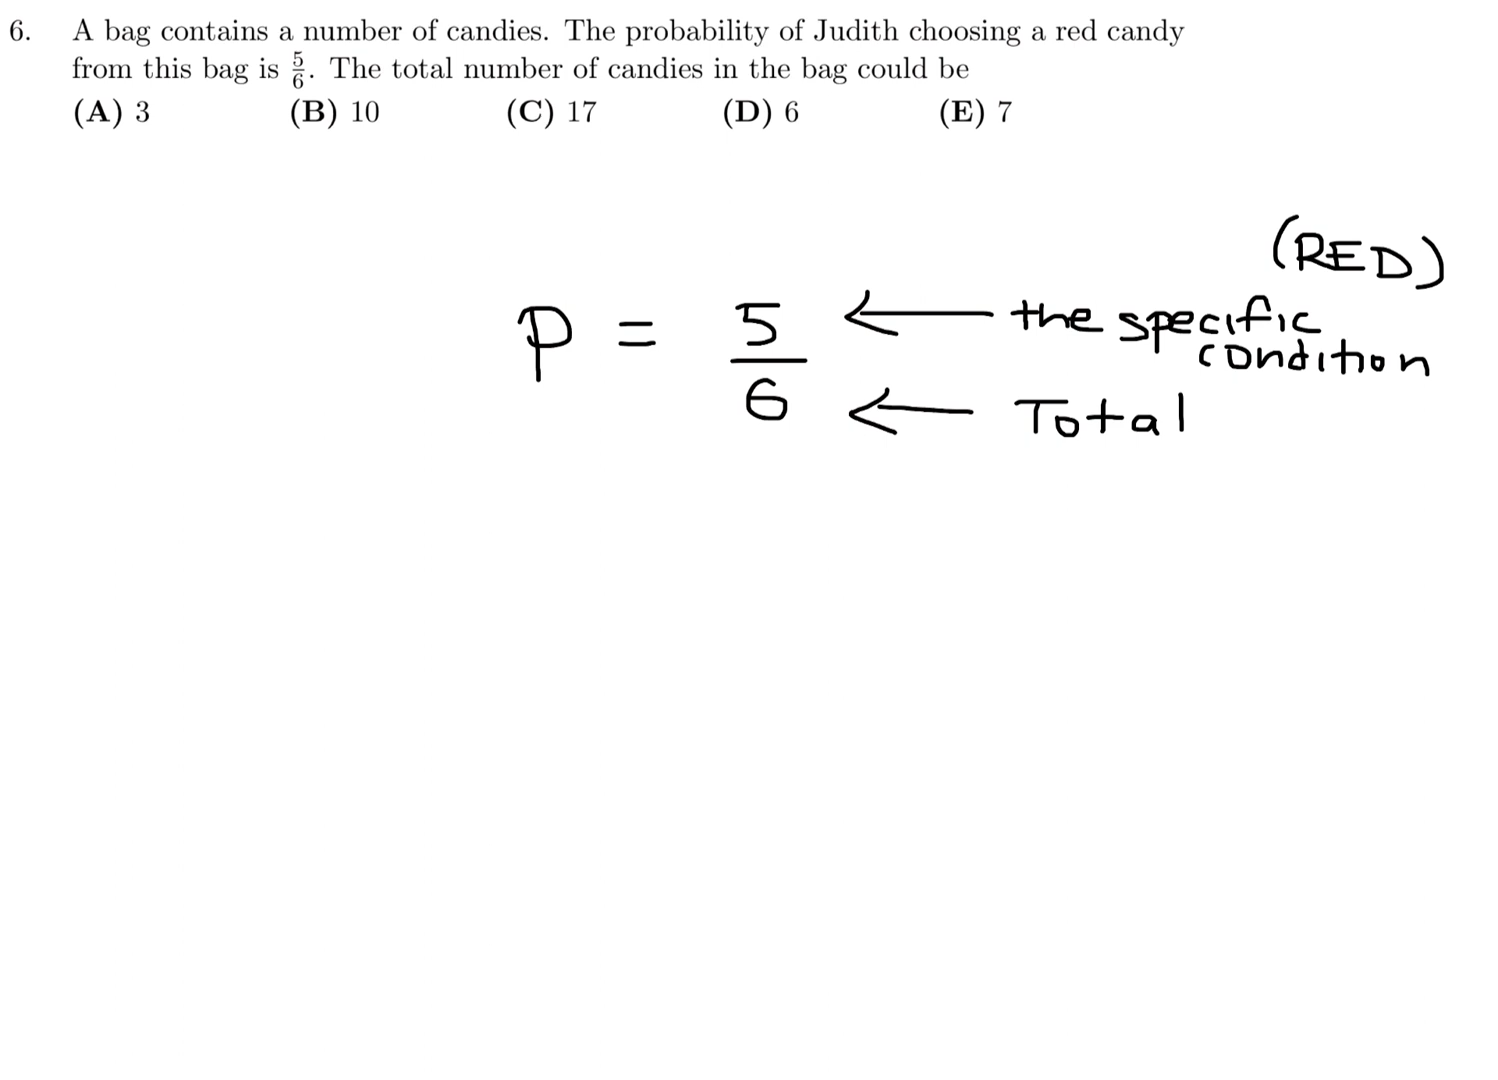 6. A bag contains a number of candies. The probability of Judith choosing a red candy
from this bag is 5/6. The total number of candies in the bag could be
(A) 3 (B) 10 (C) 17 (D) 6 (E) 7
(RED)
P = 5/6 ← the specific
condition
← Total